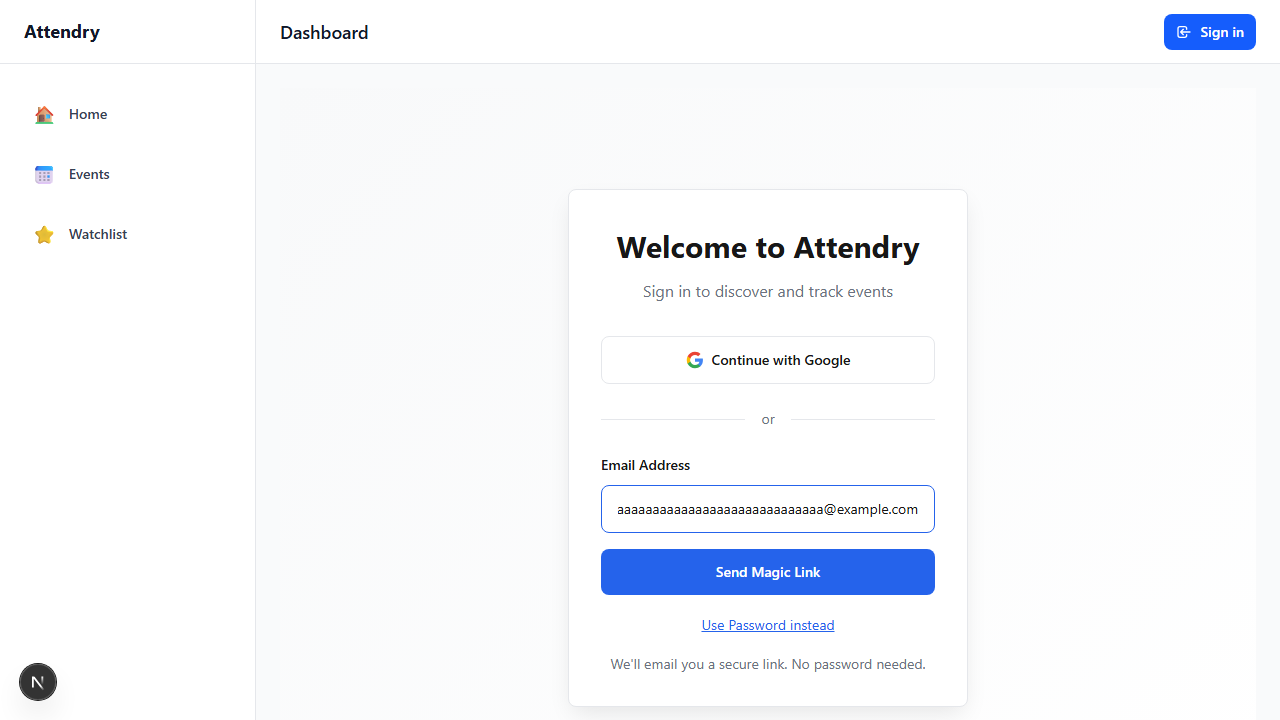 Attendry
Dashboard
Sign in
Home
Events
Watchlist
Welcome to Attendry
Sign in to discover and track events
Continue with Google
or
Email Address
aaaaaaaaaaaaaaaaaaaaaaaaaaaaa@example.com
Send Magic Link
Use Password instead
We'll email you a secure link. No password needed.
N